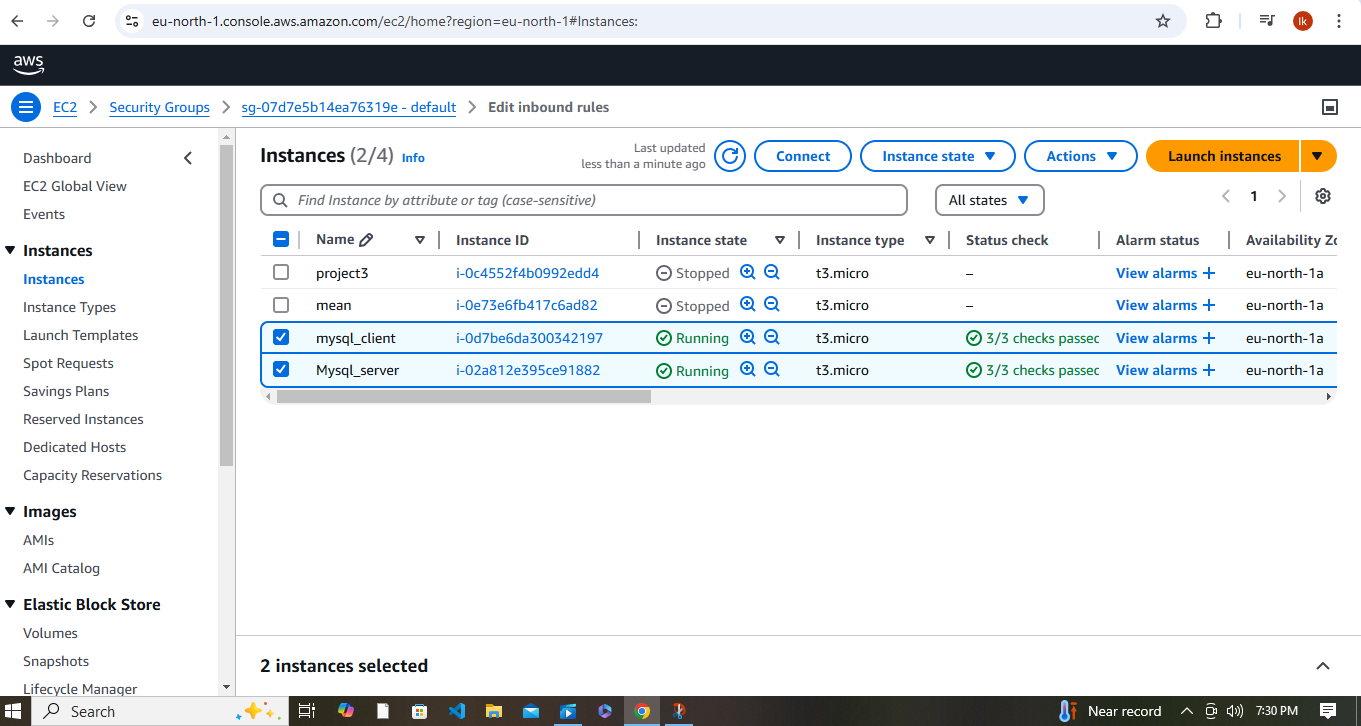 eu-north-1.console.aws.amazon.com/ec2/home?region=eu-north-1#Instances:
lk
aws
EC2 > Security Groups > sg-07d7e5b14ea76319e - default > Edit inbound rules
Dashboard
EC2 Global View
Events
Instances
Instances
Instance Types
Launch Templates
Spot Requests
Savings Plans
Reserved Instances
Dedicated Hosts
Capacity Reservations
Images
AMIs
AMI Catalog
Elastic Block Store
Volumes
Snapshots
Lifecycle Manager
Instances (2/4) Info
Last updated
less than a minute ago
Connect
Instance state
Actions
Launch instances
Find Instance by attribute or tag (case-sensitive)
All states
1
Name Instance ID Instance state Instance type Status check Alarm status Availability Zo
project3 i-0c4552f4b0992edd4 Stopped t3.micro – View alarms + eu-north-1a
mean i-0e73e6fb417c6ad82 Stopped t3.micro – View alarms + eu-north-1a
mysql_client i-0d7be6da300342197 Running t3.micro 3/3 checks passed View alarms + eu-north-1a
Mysql_server i-02a812e395ce91882 Running t3.micro 3/3 checks passed View alarms + eu-north-1a
2 instances selected
Search
Near record
7:30 PM